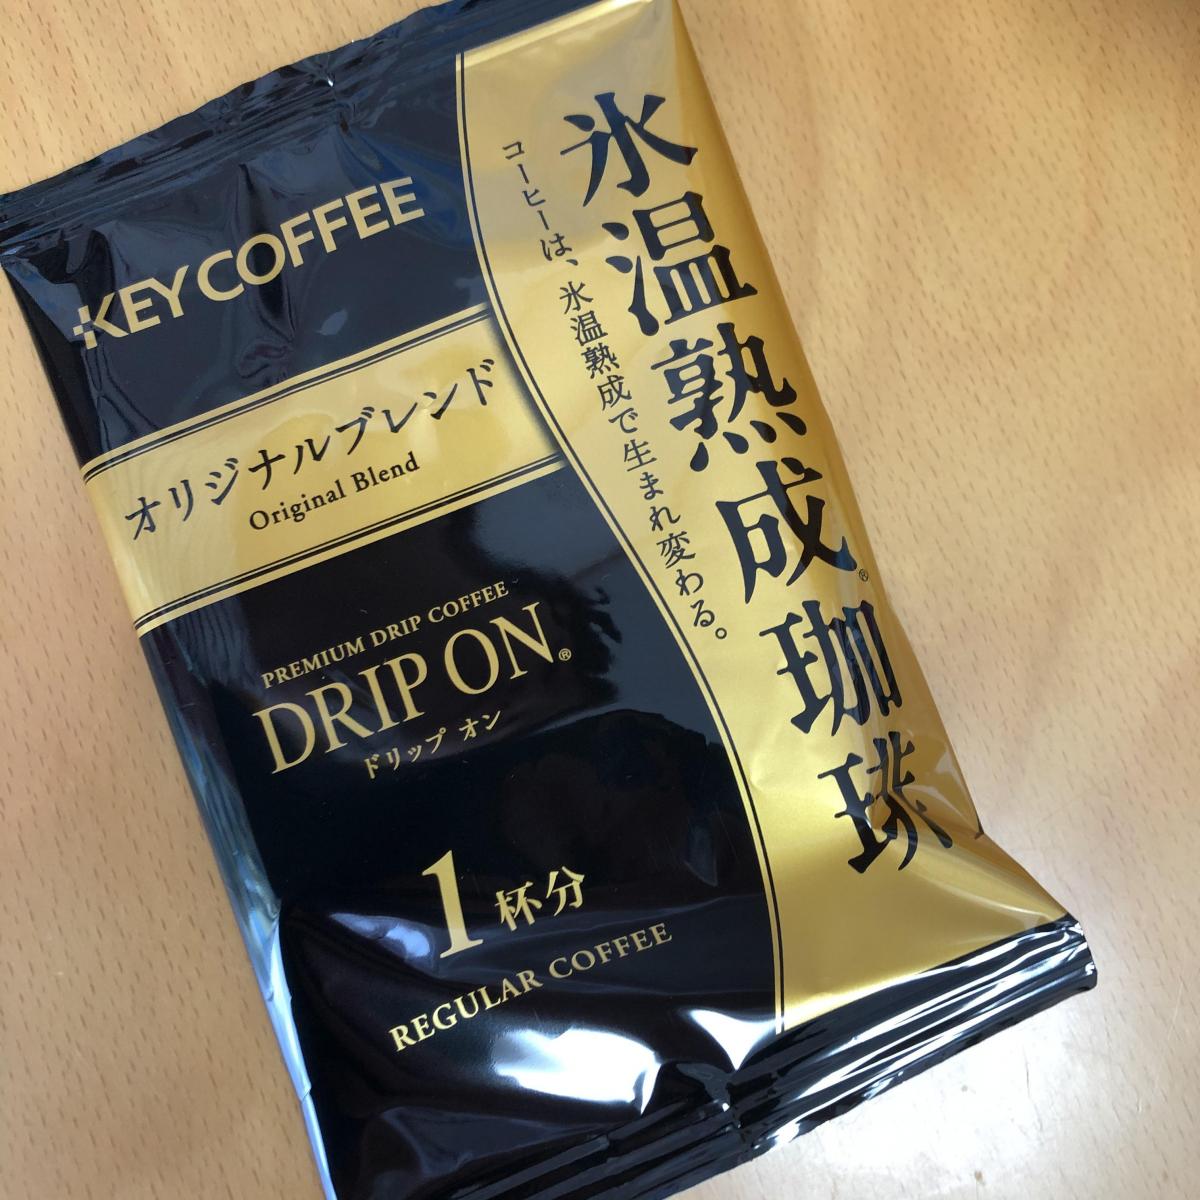 KEY COFFEE
オリジナルブレンド
Original Blend
PREMIUM DRIP COFFEE
DRIP ON®
ドリップ オン
1杯分
REGULAR COFFEE
氷温熟成®珈琲
コーヒーは、氷温熟成で生まれ変わる。